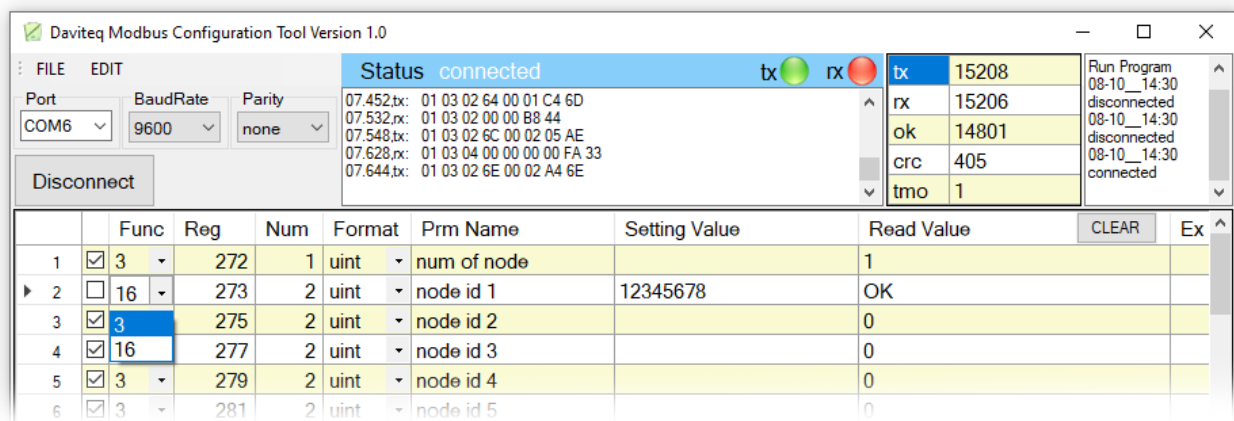 Daviteq Modbus Configuration Tool Version 1.0
FILE EDIT
Port BaudRate Parity
COM6 9600 none
Disconnect
Status connected tx rx
07.452,tx: 01 03 02 64 00 01 C4 6D
07.532,rx: 01 03 02 00 00 B8 44
07.548,tx: 01 03 02 6C 00 02 05 AE
07.628,rx: 01 03 04 00 00 00 00 FA 33
07.644,tx: 01 03 02 6E 00 02 A4 6E
tx 15208
rx 15206
ok 14801
crc 405
tmo 1
Run Program
08-10__14:30
disconnected
08-10__14:30
disconnected
08-10__14:30
connected
Func Reg Num Format Prm Name Setting Value Read Value CLEAR Ex
1 3 272 1 uint num of node 1
2 16 273 2 uint node id 1 12345678 OK
3 3 275 2 uint node id 2 0
4 16 277 2 uint node id 3 0
5 3 279 2 uint node id 4 0
6 3 281 2 uint node id 5 0